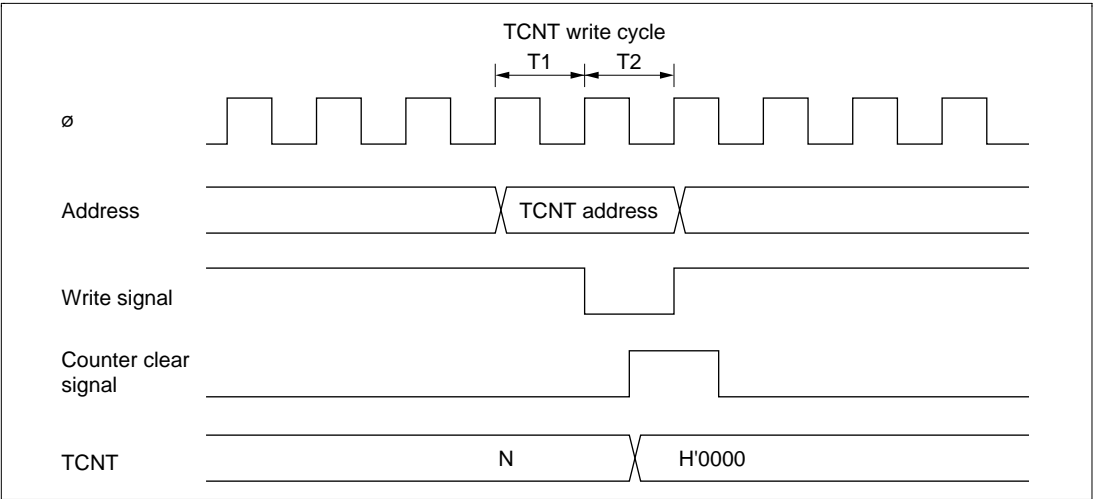 TCNT write cycle
T1 T2
ø
Address
TCNT address
Write signal
Counter clear
signal
TCNT
N
H'0000